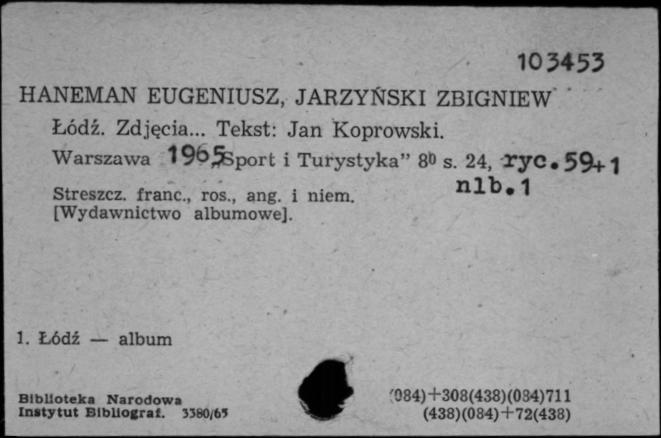 103453
HANEMAN EUGENIUSZ, JARZYŃSKI ZBIGNIEW
Łódź. Zdjęcia... Tekst: Jan Koprowski.
Warszawa 1965 „Sport i Turystyka” 8⁰ s. 24, ryc. 59+1
nlb. 1
Streszcz. franc., ros., ang. i niem.
[Wydawnictwo albumowe].
1. Łódź — album
Biblioteka Narodowa
Instytut Bibliograf. 3380/65
(084)+308(438)(084)711
(438)(084)+72(438)